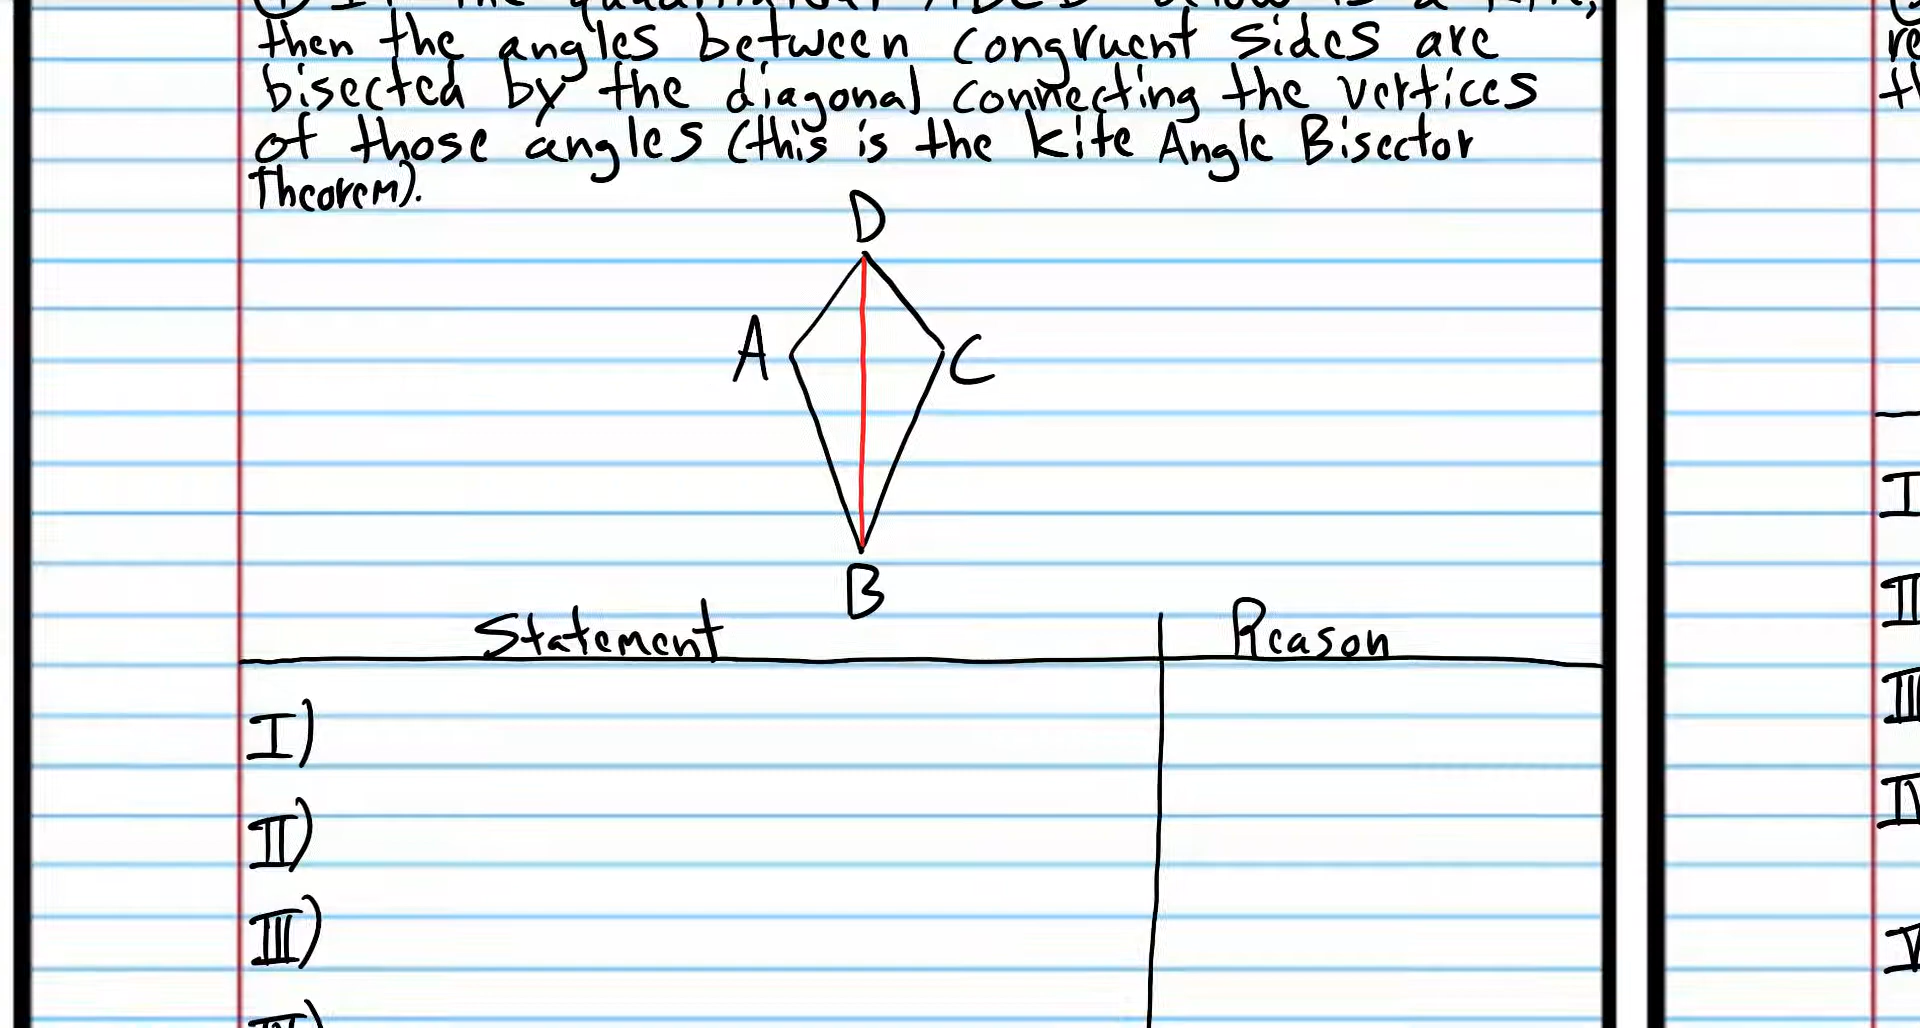 then the angles between congruent sides are
bisected by the diagonal connecting the vertices
of those angles (this is the Kite Angle Bisector
Theorem).
D
A
C
B
Statement Reason
I)
II)
III)